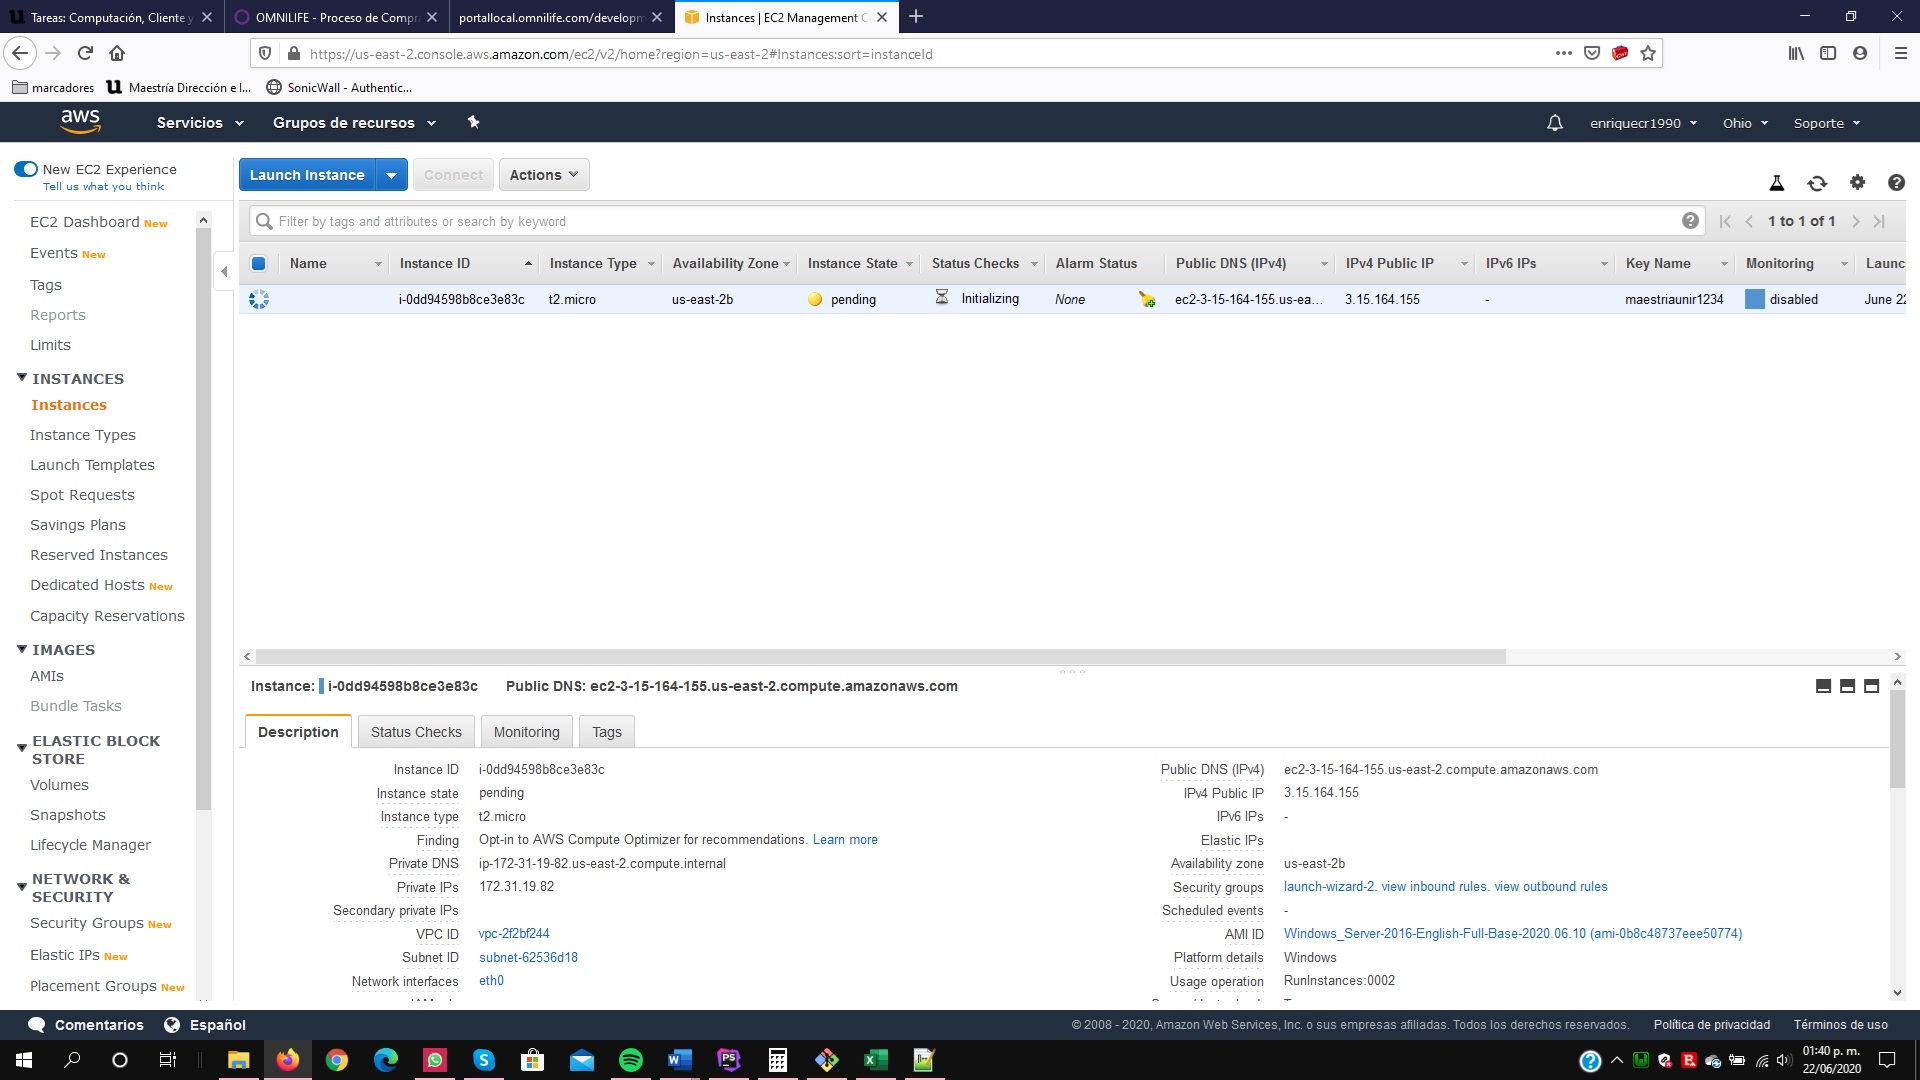 Tareas: Computación, Cliente y
OMNILIFE - Proceso de Compr
portallocal.omnilife.com/developm
Instances | EC2 Management C
https://us-east-2.console.aws.amazon.com/ec2/v2/home?region=us-east-2#Instances:sort=instanceId
marcadores
Maestría Dirección e I...
SonicWall - Authentic...
aws
Servicios
Grupos de recursos
enriquecr1990
Ohio
Soporte
New EC2 Experience
Tell us what you think
Launch Instance
Connect
Actions
EC2 Dashboard New
Events New
Tags
Reports
Limits
INSTANCES
Instances
Instance Types
Launch Templates
Spot Requests
Savings Plans
Reserved Instances
Dedicated Hosts New
Capacity Reservations
IMAGES
AMIs
Bundle Tasks
ELASTIC BLOCK
STORE
Volumes
Snapshots
Lifecycle Manager
NETWORK &
SECURITY
Security Groups New
Elastic IPs New
Placement Groups New
Filter by tags and attributes or search by keyword
1 to 1 of 1
Name Instance ID Instance Type Availability Zone Instance State Status Checks Alarm Status Public DNS (IPv4) IPv4 Public IP IPv6 IPs Key Name Monitoring Launc
i-0dd94598b8ce3e83c t2.micro us-east-2b pending Initializing None ec2-3-15-164-155.us-ea... 3.15.164.155 - maestriaunir1234 disabled June 22
Instance: i-0dd94598b8ce3e83c Public DNS: ec2-3-15-164-155.us-east-2.compute.amazonaws.com
Description Status Checks Monitoring Tags
Instance ID i-0dd94598b8ce3e83c
Instance state pending
Instance type t2.micro
Finding Opt-in to AWS Compute Optimizer for recommendations. Learn more
Private DNS ip-172-31-19-82.us-east-2.compute.internal
Private IPs 172.31.19.82
Secondary private IPs
VPC ID vpc-2f2bf244
Subnet ID subnet-62536d18
Network interfaces eth0
Public DNS (IPv4) ec2-3-15-164-155.us-east-2.compute.amazonaws.com
IPv4 Public IP 3.15.164.155
IPv6 IPs -
Elastic IPs
Availability zone us-east-2b
Security groups launch-wizard-2. view inbound rules. view outbound rules
Scheduled events -
AMI ID Windows_Server-2016-English-Full-Base-2020.06.10 (ami-0b8c48737eee50774)
Platform details Windows
Usage operation RunInstances:0002
Comentarios
Español
© 2008 - 2020, Amazon Web Services, Inc. o sus empresas afiliadas. Todos los derechos reservados.
Política de privacidad
Términos de uso
01:40 p. m.
22/06/2020